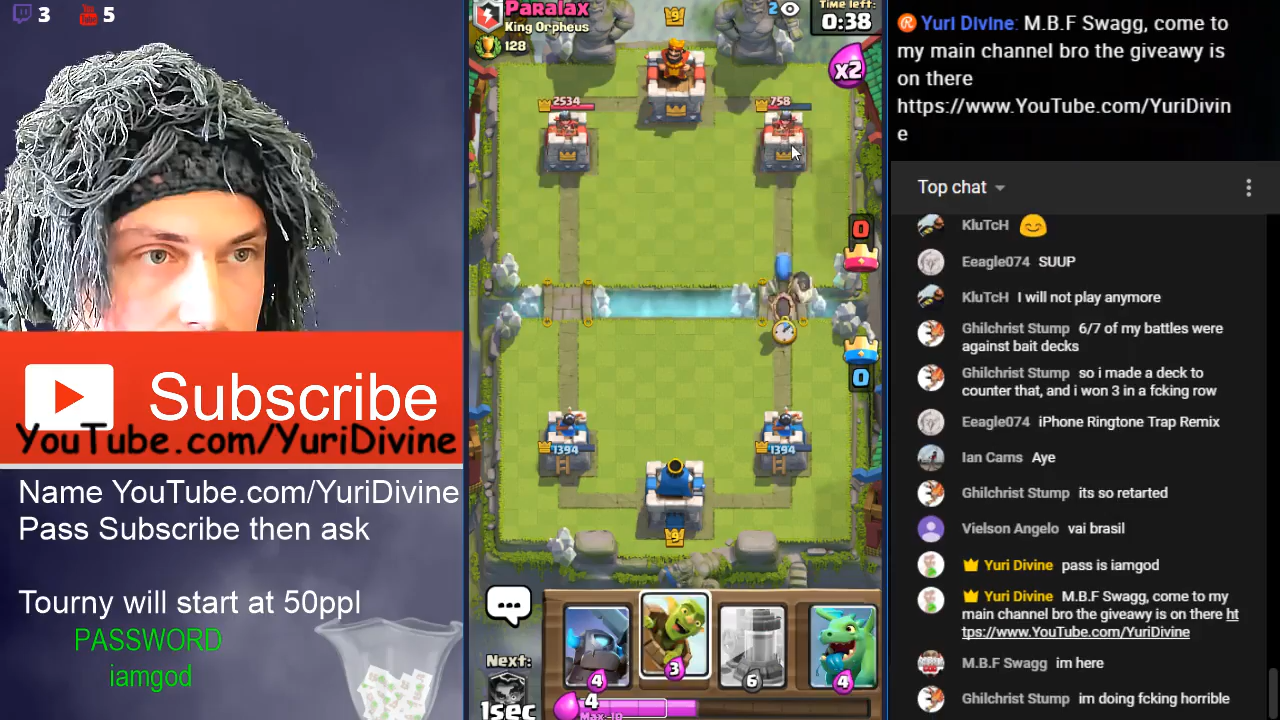 3
5
Subscribe
YouTube.com/YuriDivine
Name YouTube.com/YuriDivine
Pass Subscribe then ask
Tourny will start at 50ppl
PASSWORD
iamgod
Paralax
King Orpheus
128
9
2
Time left:
0:38
x2
2534
758
0
0
1394
1394
9
Next:
1sec
4
3
6
4
4
Max: 10
Yuri Divine: M.B.F Swagg, come to
my main channel bro the giveawy is
on there
https://www.YouTube.com/YuriDivin
e
Top chat
KluTcH
Eeagle074 SUUP
KluTcH I will not play anymore
Ghilchrist Stump 6/7 of my battles were
against bait decks
Ghilchrist Stump so i made a deck to
counter that, and i won 3 in a fcking row
Eeagle074 iPhone Ringtone Trap Remix
Ian Cams Aye
Ghilchrist Stump its so retarted
Vielson Angelo vai brasil
Yuri Divine pass is iamgod
Yuri Divine M.B.F Swagg, come to my
main channel bro the giveawy is on there ht
tps://www.YouTube.com/YuriDivine
M.B.F Swagg im here
Ghilchrist Stump im doing fcking horrible